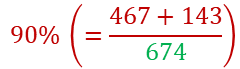 90% (= (467 + 143) / 674)